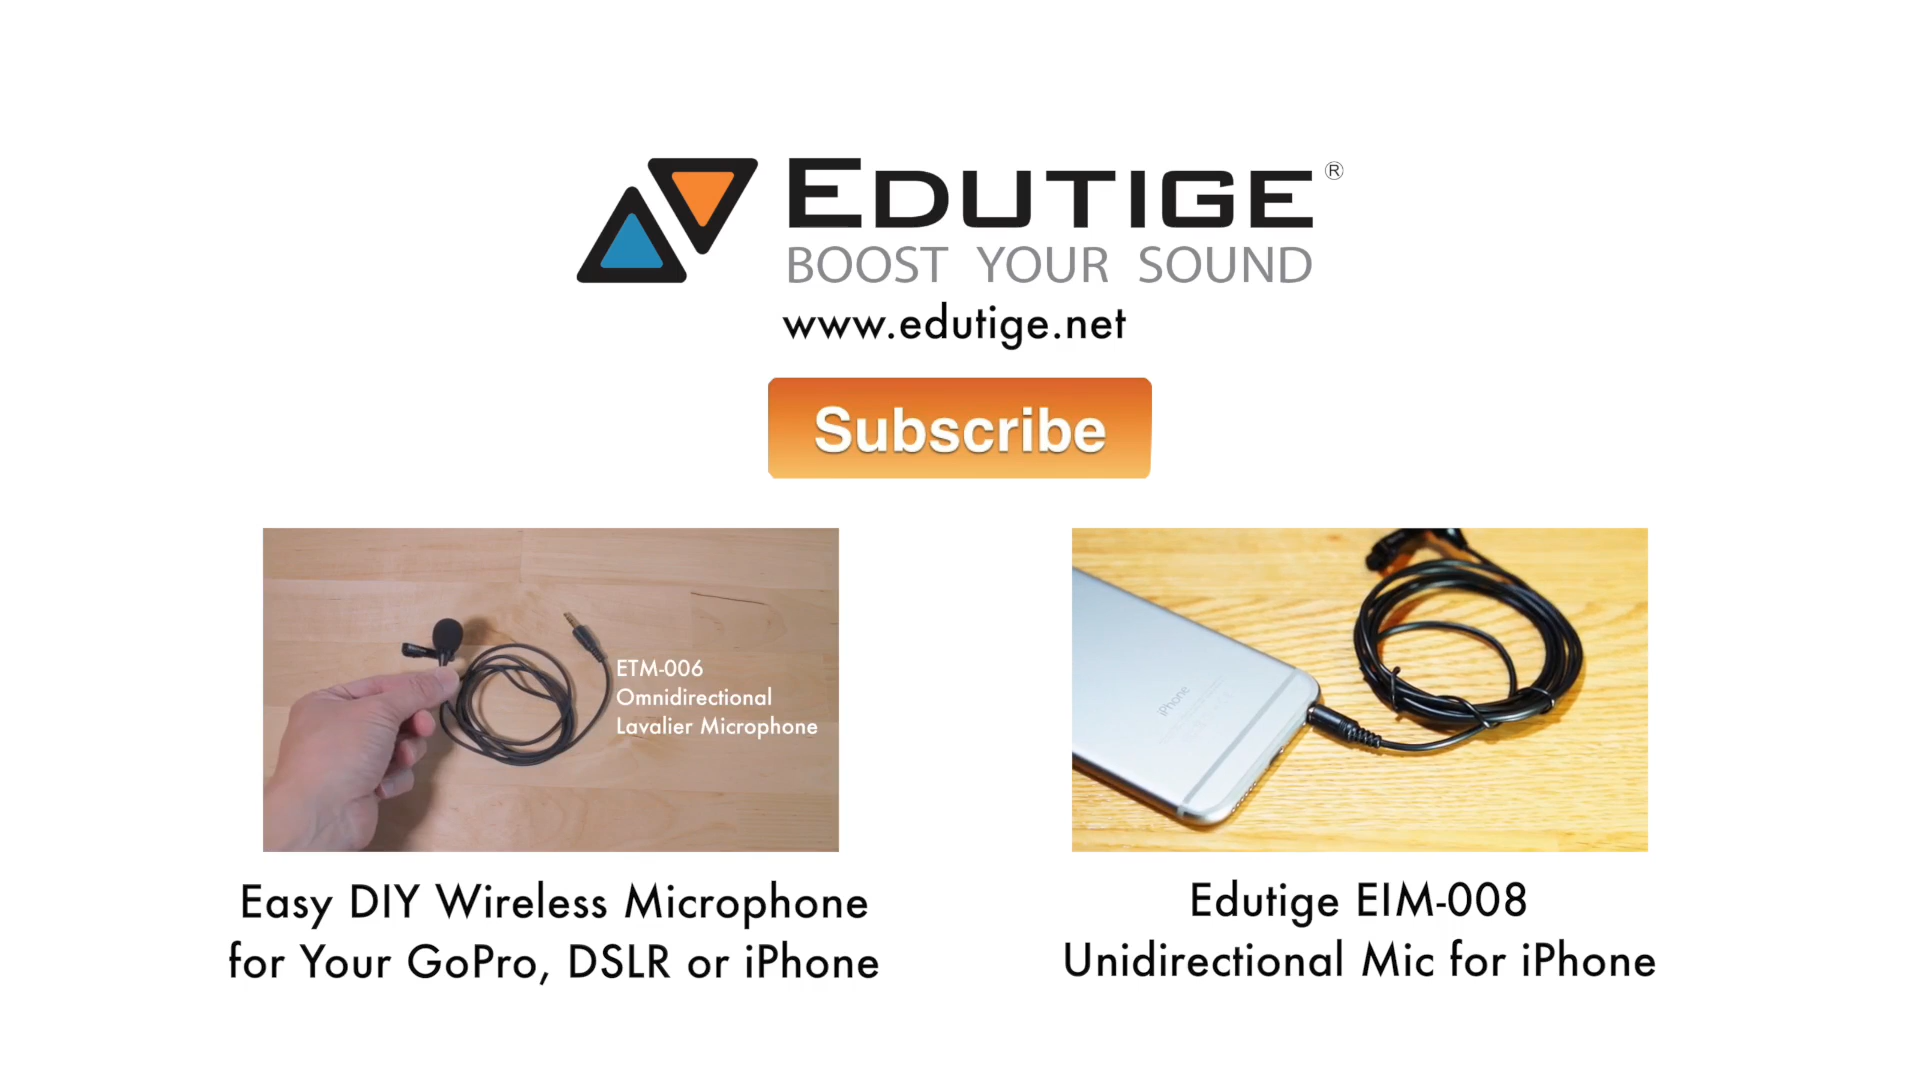 EDUTIGE®
BOOST YOUR SOUND
www.edutige.net
Subscribe
ETM-006
Omnidirectional
Lavalier Microphone
iPhone
Easy DIY Wireless Microphone
for Your GoPro, DSLR or iPhone
Edutige EIM-008
Unidirectional Mic for iPhone